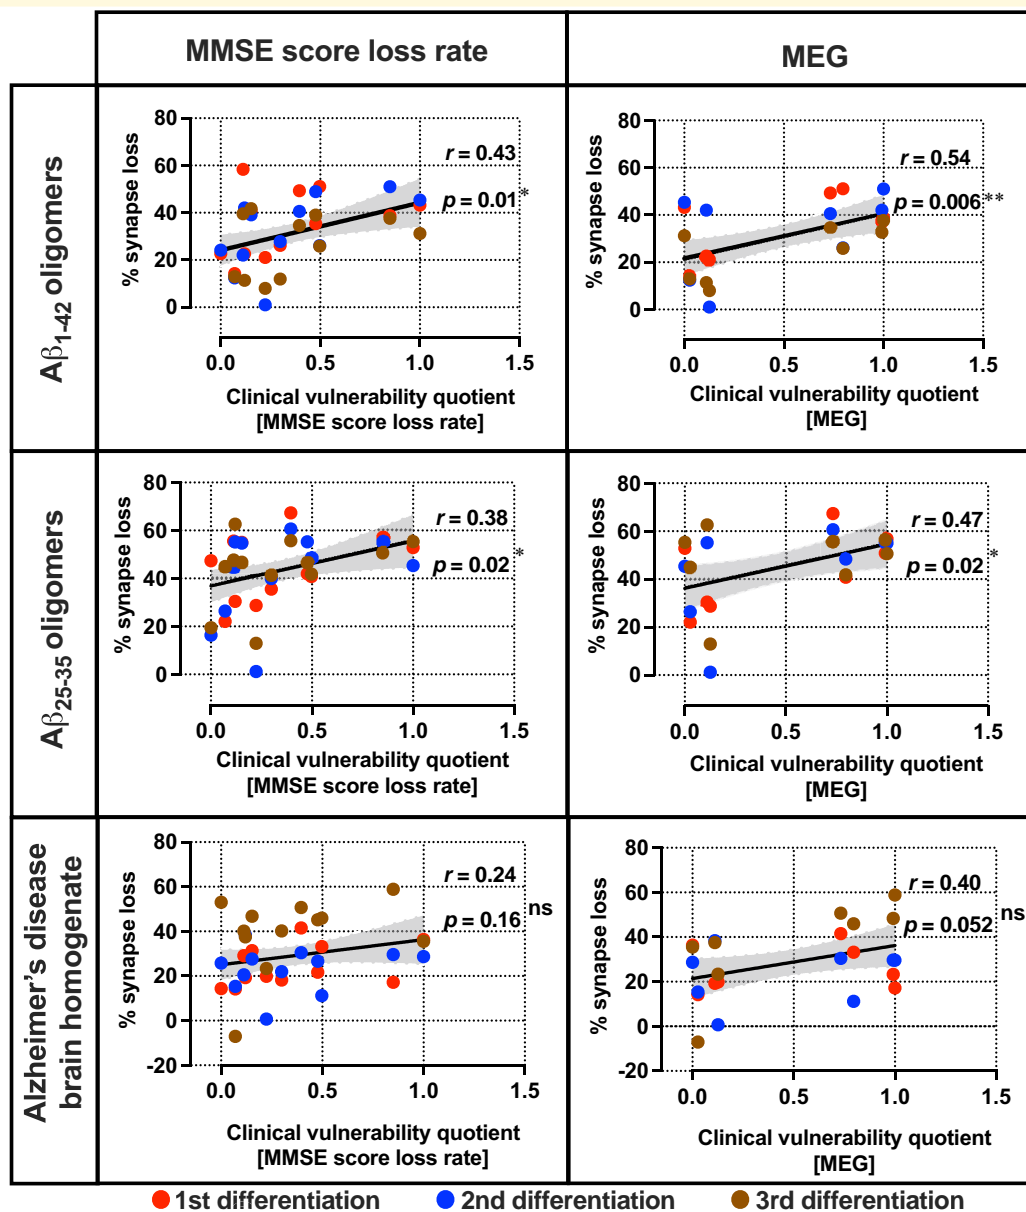 MMSE score loss rate
MEG
Aβ1-42 oligomers
80
60
40
20
0
% synapse loss
r = 0.43
p = 0.01*
0.0 0.5 1.0 1.5
Clinical vulnerability quotient
[MMSE score loss rate]
80
60
40
20
0
% synapse loss
r = 0.54
p = 0.006**
0.0 0.5 1.0 1.5
Clinical vulnerability quotient
[MEG]
Aβ25-35 oligomers
80
60
40
20
0
% synapse loss
r = 0.38
p = 0.02*
0.0 0.5 1.0 1.5
Clinical vulnerability quotient
[MMSE score loss rate]
80
60
40
20
0
% synapse loss
r = 0.47
p = 0.02*
0.0 0.5 1.0 1.5
Clinical vulnerability quotient
[MEG]
Alzheimer's disease
brain homogenate
80
60
40
20
0
-20
% synapse loss
r = 0.24
p = 0.16 ns
0.0 0.5 1.0 1.5
Clinical vulnerability quotient
[MMSE score loss rate]
80
60
40
20
0
-20
% synapse loss
r = 0.40
p = 0.052 ns
0.0 0.5 1.0 1.5
Clinical vulnerability quotient
[MEG]
1st differentiation 2nd differentiation 3rd differentiation